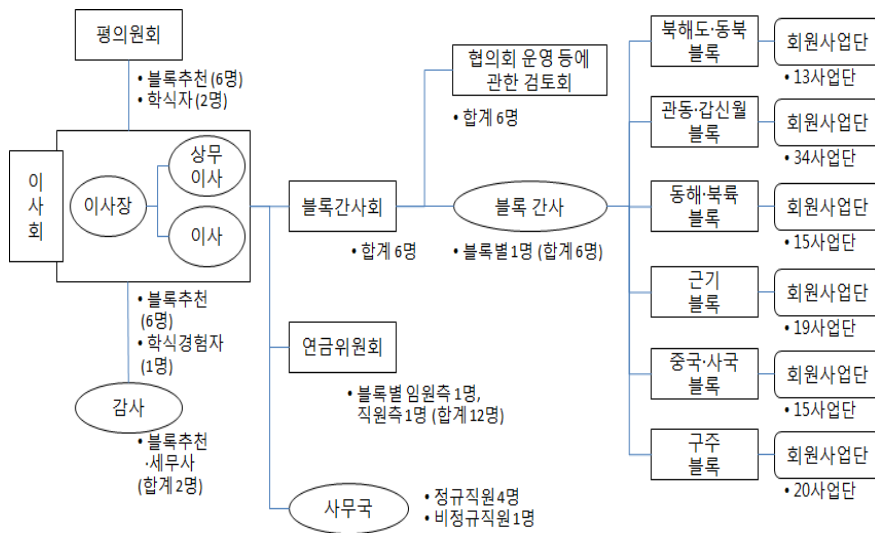 평의원회
• 블록추천 (6명)
• 학식자 (2명)
이
사
회
이사장
상무
이사
이사
• 블록추천
(6명)
• 학식경험자
(1명)
감사
• 블록추천
·세무사
(합계 2명)
블록간사회
• 합계 6명
연금위원회
• 블록별 임원측 1명,
직원측 1명 (합계 12명)
사무국
• 정규직원 4명
• 비정규직원 1명
협의회 운영 등에
관한 검토회
• 합계 6명
블록 간사
• 블록별 1명 (합계 6명)
북해도·동북
블록
회원사업단
• 13사업단
관동·갑신월
블록
회원사업단
• 34사업단
동해·북륙
블록
회원사업단
• 15사업단
근기
블록
회원사업단
• 19사업단
중국·사국
블록
회원사업단
• 15사업단
구주
블록
회원사업단
• 20사업단